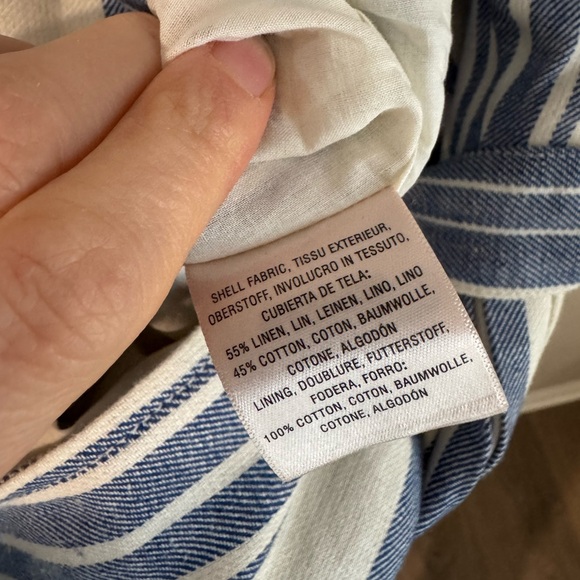 SHELL FABRIC, TISSU EXTERIEUR,
OBERSTOFF, INVOLUCRO IN TESSUTO,
CUBIERTA DE TELA:
55% LINEN, LIN, LEINEN, LINO, LINO
45% COTTON, COTON, BAUMWOLLE,
COTONE, ALGODÓN
LINING, DOUBLURE, FUTTERSTOFF,
FODERA, FORRO:
100% COTTON, COTON, BAUMWOLLE,
COTONE, ALGODÓN